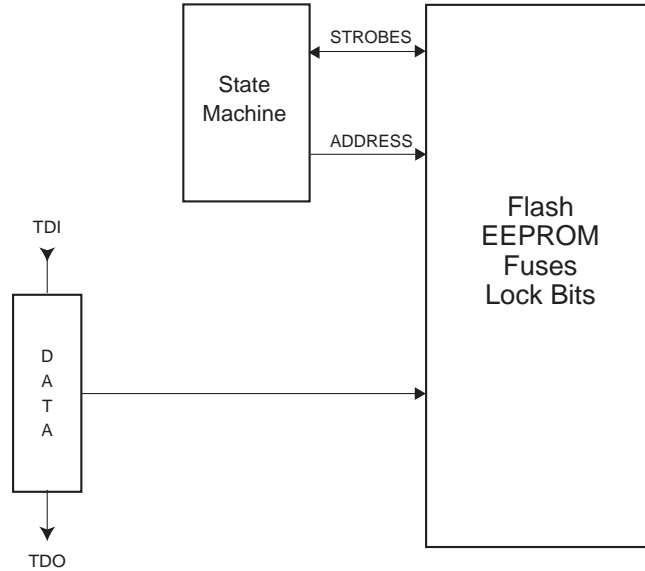 STROBES
State
Machine
ADDRESS
Flash
EEPROM
Fuses
Lock Bits
TDI
D
A
T
A
TDO